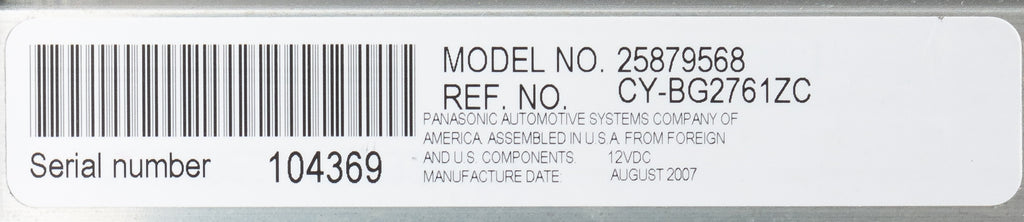 MODEL NO. 25879568
REF. NO. CY-BG2761ZC
PANASONIC AUTOMOTIVE SYSTEMS COMPANY OF
AMERICA. ASSEMBLED IN U.S.A. FROM FOREIGN
AND U.S. COMPONENTS. 12VDC
MANUFACTURE DATE: AUGUST 2007
Serial number 104369